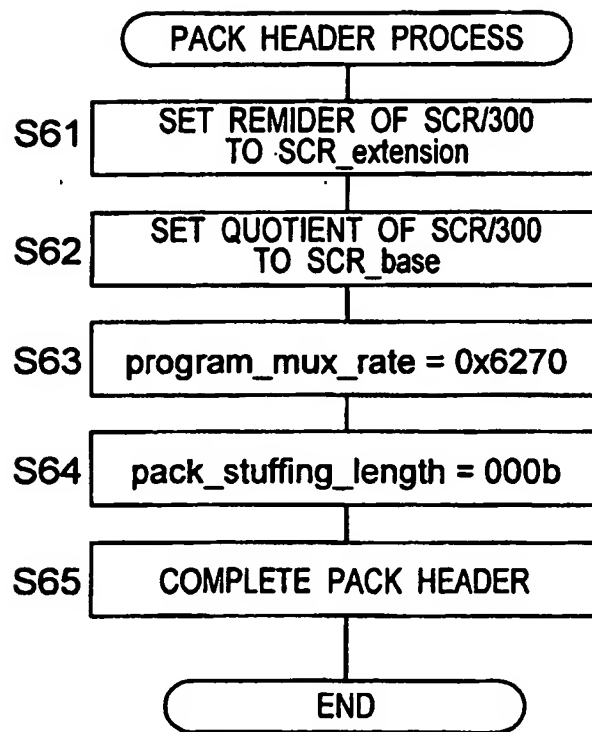 PACK HEADER PROCESS
S61
SET REMIDER OF SCR/300
TO SCR_extension
S62
SET QUOTIENT OF SCR/300
TO SCR_base
S63
program_mux_rate = 0x6270
S64
pack_stuffing_length = 000b
S65
COMPLETE PACK HEADER
END